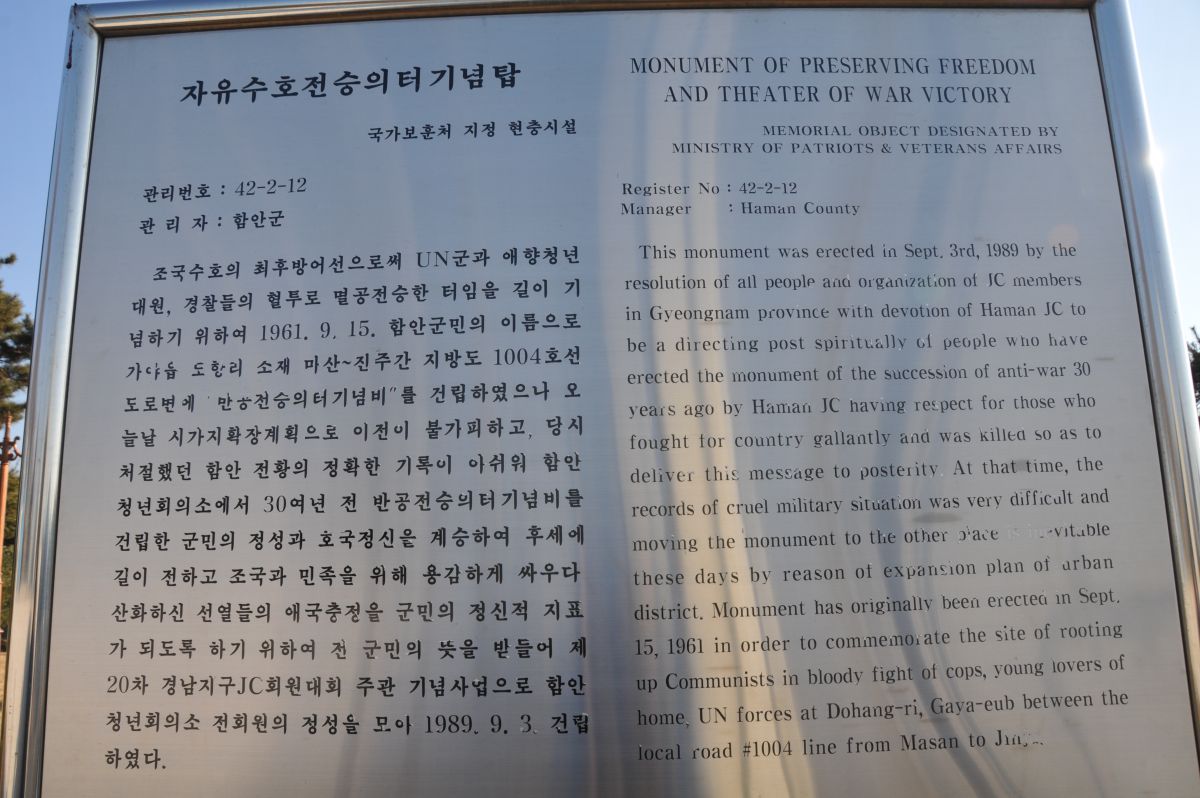 자유수호전승의터기념탑
국가보훈처 지정 현충시설
관리번호 : 42-2-12
관 리 자 : 함안군
조국수호의 최후방어선으로써 UN군과 애향청년
대원, 경찰들의 혈투로 멸공전승한 터임을 길이 기
념하기 위하여 1961. 9. 15. 함안군민의 이름으로
가야읍 도항리 소재 마산~진주간 지방도 1004호선
도로변에 "반공전승의터기념비"를 건립하였으나 오
늘날 시가지확장계획으로 이전이 불가피하고, 당시
처절했던 함안 전황의 정확한 기록이 아쉬워 함안
청년회의소에서 30여년 전 반공전승의터기념비를
건립한 군민의 정성과 호국정신을 계승하여 후세에
길이 전하고 조국과 민족을 위해 용감하게 싸우다
산화하신 선열들의 애국충정을 군민의 정신적 지표
가 되도록 하기 위하여 전 군민의 뜻을 받들어 제
20차 경남지구JC회원대회 주관 기념사업으로 함안
청년회의소 전회원의 정성을 모아 1989. 9. 3. 건립
하였다.
MONUMENT OF PRESERVING FREEDOM
AND THEATER OF WAR VICTORY
MEMORIAL OBJECT DESIGNATED BY
MINISTRY OF PATRIOTS & VETERANS AFFAIRS
Register No : 42-2-12
Manager : Haman County
This monument was erected in Sept. 3rd, 1989 by the
resolution of all people and organization of JC members
in Gyeongnam province with devotion of Haman JC to
be a directing post spiritually of people who have
erected the monument of the succession of anti-war 30
years ago by Haman JC having respect for those who
fought for country gallantly and was killed so as to
deliver this message to posterity. At that time, the
records of cruel military situation was very difficult and
moving the monument to the other place is inevitable
these days by reason of expansion plan of urban
district. Monument has originally been erected in Sept.
15, 1961 in order to commemorate the site of rooting
up Communists in bloody fight of cops, young lovers of
home, UN forces at Dohang-ri, Gaya-eub between the
local road #1004 line from Masan to